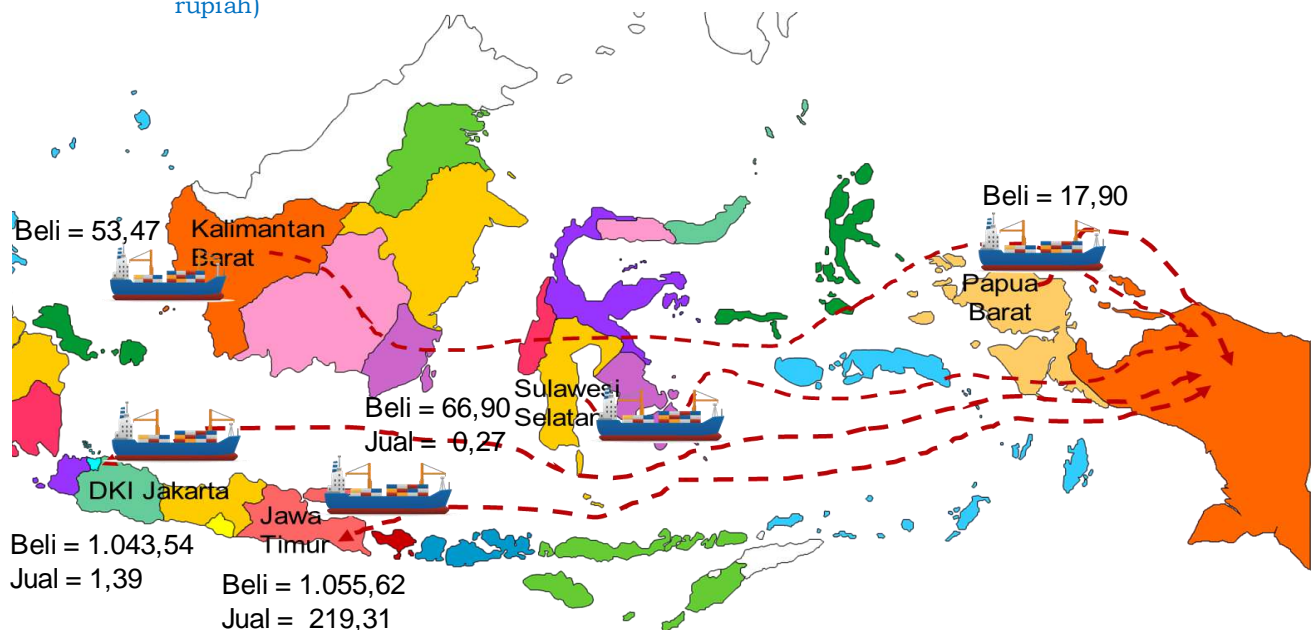 rupiah)
Beli = 17,90
Beli = 53,47
Kalimantan
Barat
Papua
Barat
Sulawesi
Selatan
Beli = 66,90
Jual = 0,27
DKI Jakarta
Jawa
Timur
Beli = 1.043,54
Jual = 1,39
Beli = 1.055,62
Jual = 219,31